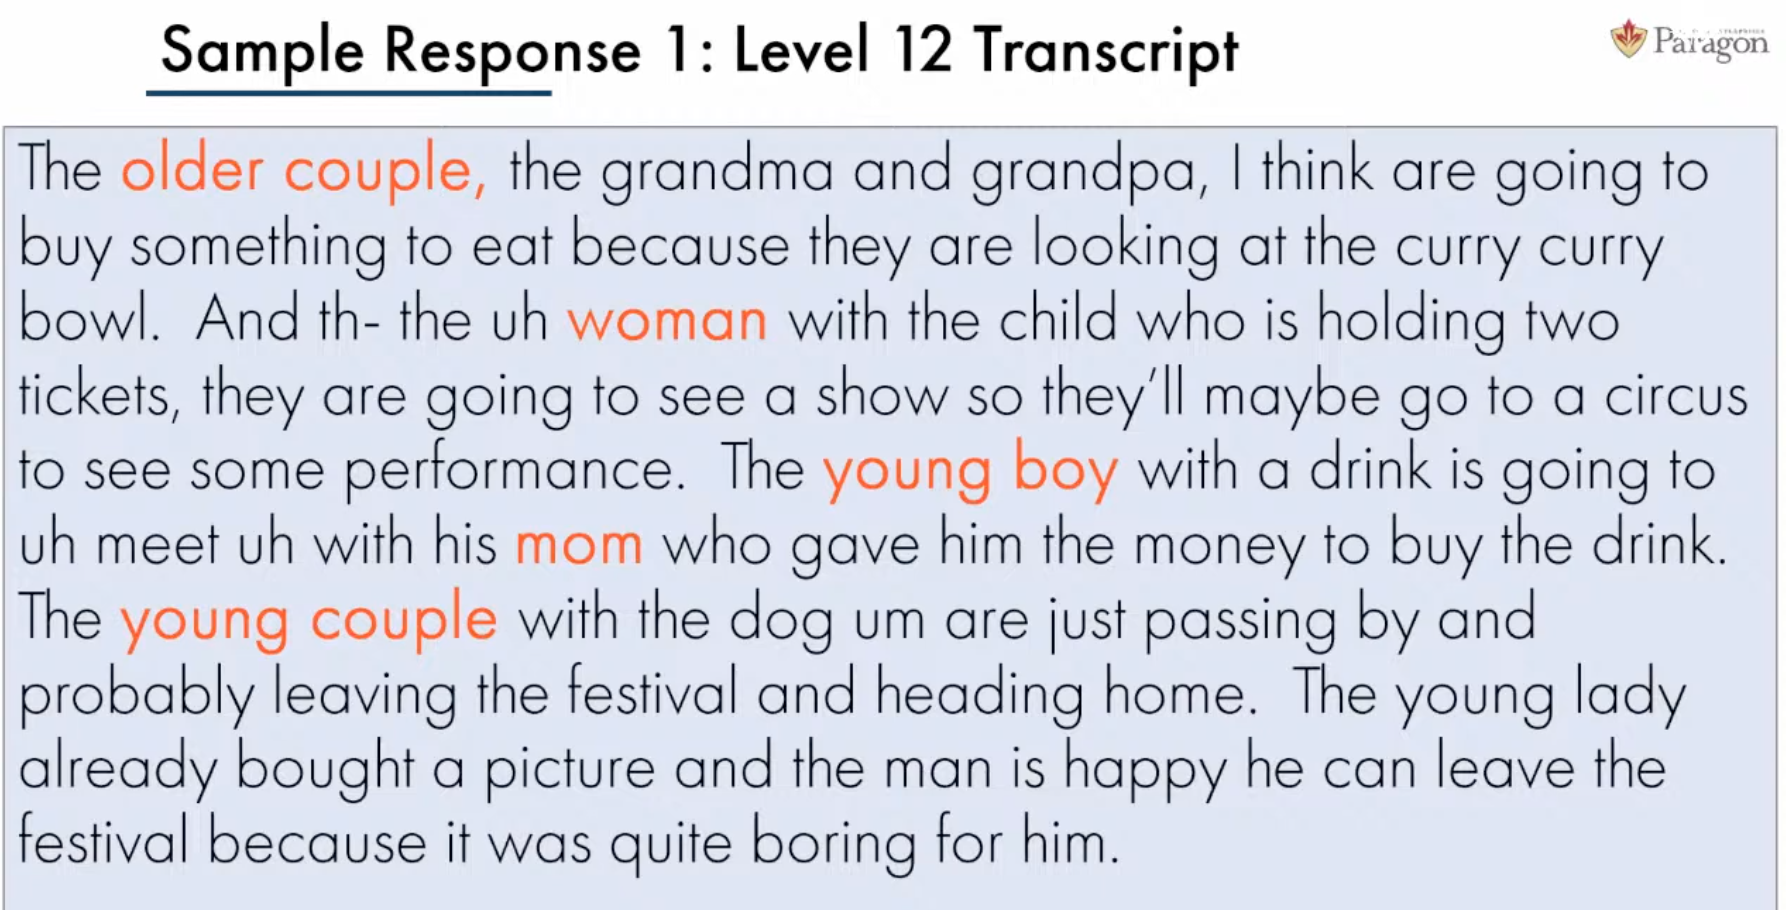 Sample Response 1: Level 12 Transcript
Paragon
The older couple, the grandma and grandpa, I think are going to
buy something to eat because they are looking at the curry curry
bowl.  And th- the uh woman with the child who is holding two
tickets, they are going to see a show so they'll maybe go to a circus
to see some performance.  The young boy with a drink is going to
uh meet uh with his mom who gave him the money to buy the drink.
The young couple with the dog um are just passing by and
probably leaving the festival and heading home.  The young lady
already bought a picture and the man is happy he can leave the
festival because it was quite boring for him.